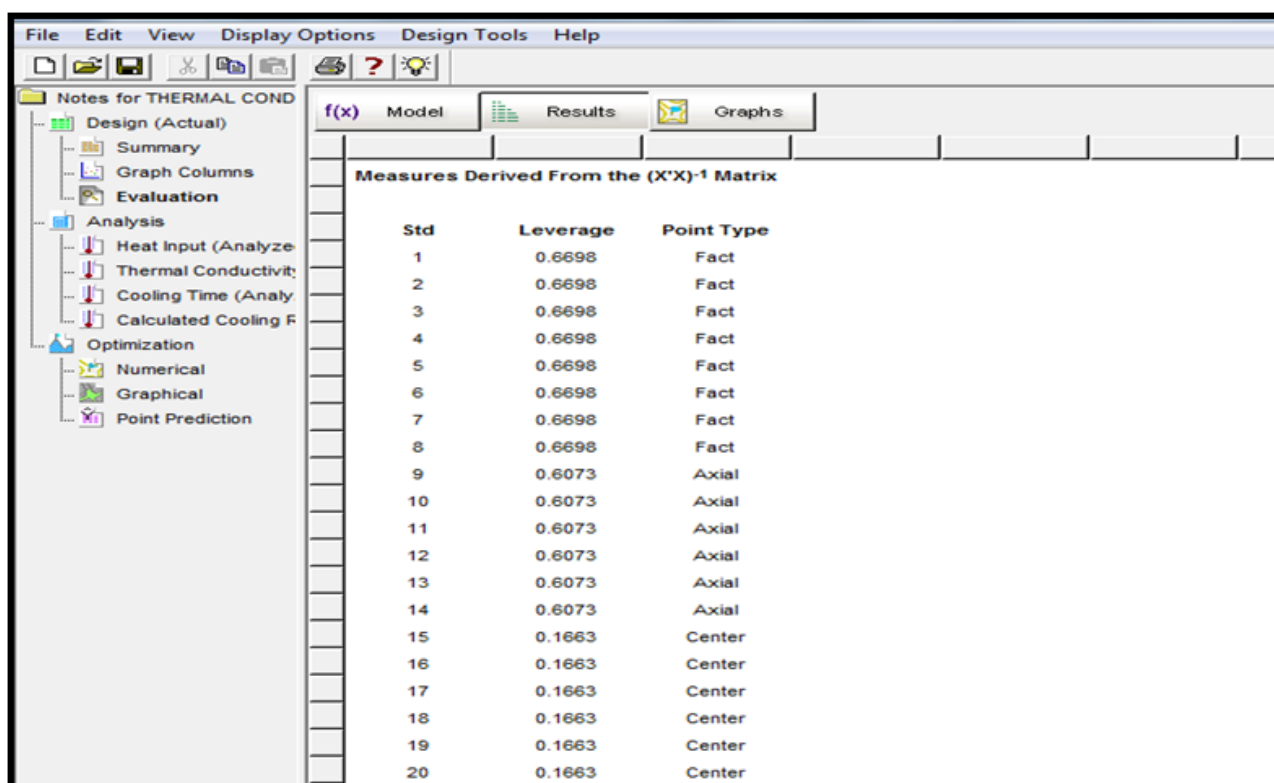 File Edit View Display Options Design Tools Help
Notes for THERMAL COND
Design (Actual)
Summary
Graph Columns
Evaluation
Analysis
Heat Input (Analyze
Thermal Conductivit
Cooling Time (Analy
Calculated Cooling R
Optimization
Numerical
Graphical
Point Prediction
f(x) Model Results Graphs
Measures Derived From the (X'X)-1 Matrix
Std Leverage Point Type
1 0.6698 Fact
2 0.6698 Fact
3 0.6698 Fact
4 0.6698 Fact
5 0.6698 Fact
6 0.6698 Fact
7 0.6698 Fact
8 0.6698 Fact
9 0.6073 Axial
10 0.6073 Axial
11 0.6073 Axial
12 0.6073 Axial
13 0.6073 Axial
14 0.6073 Axial
15 0.1663 Center
16 0.1663 Center
17 0.1663 Center
18 0.1663 Center
19 0.1663 Center
20 0.1663 Center